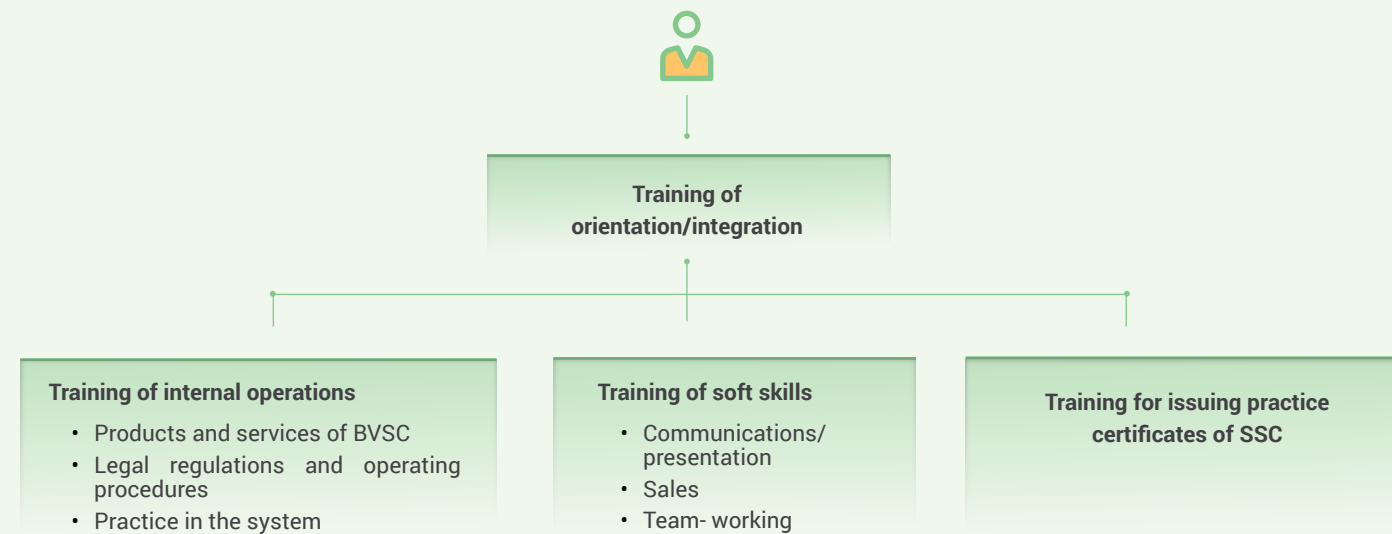 Training of
orientation/integration
Training of internal operations
• Products and services of BVSC
• Legal regulations and operating
procedures
• Practice in the system
Training of soft skills
• Communications/
presentation
• Sales
• Team- working
Training for issuing practice
certificates of SSC